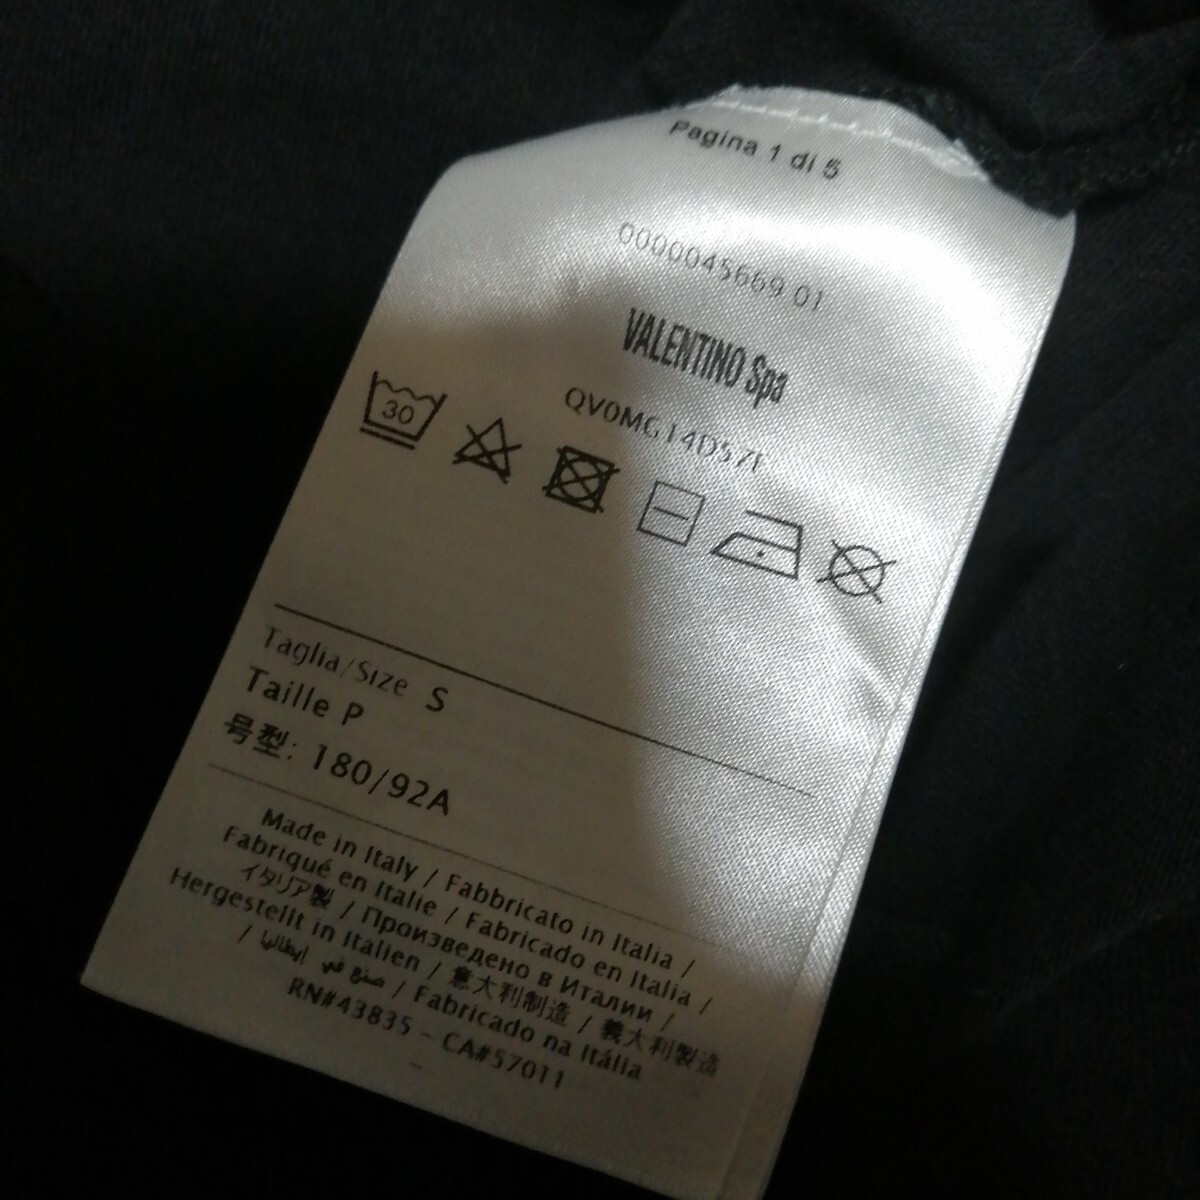 Pagina 1 di 5
0000045669 01
VALENTINO Spa
QV0MG14D57F
30
Taglia/Size S
Taille P
号型: 180/92A
Made in Italy / Fabbricato in Italia /
Fabriqué en Italie / Fabricado en Italia /
イタリア製 / Произведено в Италии /
Hergestellt in Italien / 意大利制造 / 義大利製造
/ صنع في إيطاليا / Fabricado na Itália
RN#43835 - CA#57011